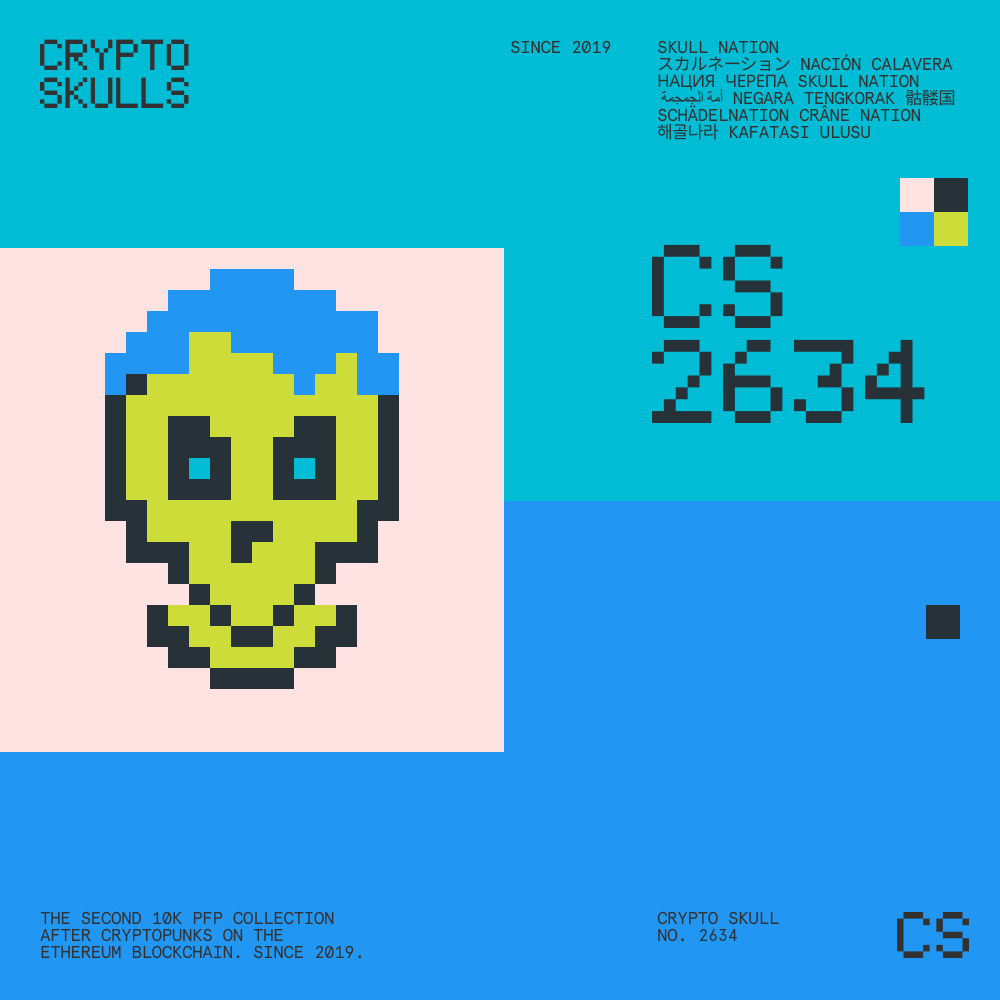 CRYPTO
SKULLS
SINCE 2019
SKULL NATION
スカルネーション NACIÓN CALAVERA
НАЦИЯ ЧЕРЕПА SKULL NATION
أمة الجمجمة NEGARA TENGKORAK 骷髅国
SCHÄDELNATION CRÂNE NATION
해골나라 KAFATASI ULUSU
CS
2634
THE SECOND 10K PFP COLLECTION
AFTER CRYPTOPUNKS ON THE
ETHEREUM BLOCKCHAIN. SINCE 2019.
CRYPTO SKULL
NO. 2634
CS